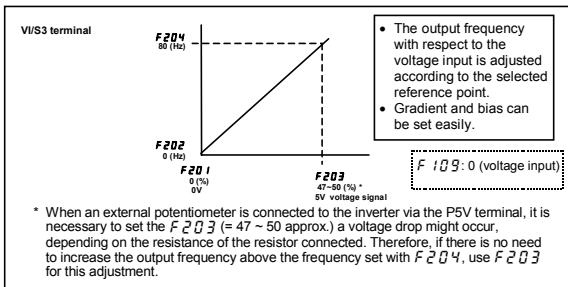 VI/S3 terminal
F204
80 (Hz)
F202
0 (Hz)
F201
0 (%)
0V
F203
47~50 (%) *
5V voltage signal
• The output frequency
with respect to the
voltage input is adjusted
according to the selected
reference point.
• Gradient and bias can
be set easily.
F109: 0 (voltage input)
* When an external potentiometer is connected to the inverter via the P5V terminal, it is
necessary to set the F203 (= 47 ~ 50 approx.) a voltage drop might occur,
depending on the resistance of the resistor connected. Therefore, if there is no need
to increase the output frequency above the frequency set with F204, use F203
for this adjustment.